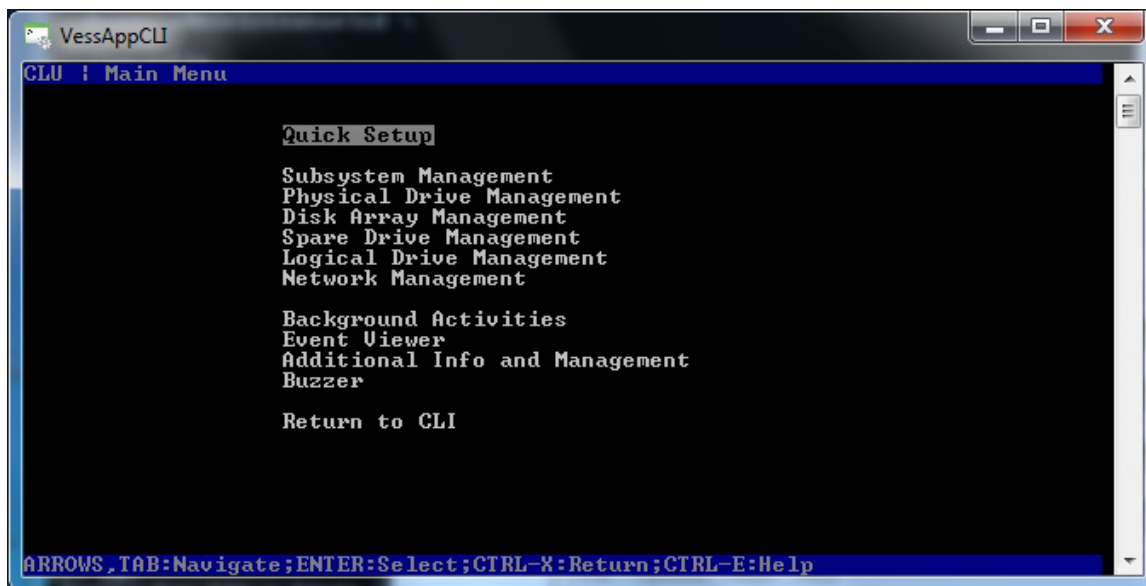 VessAppCLI
CLU | Main Menu
Quick Setup
Subsystem Management
Physical Drive Management
Disk Array Management
Spare Drive Management
Logical Drive Management
Network Management
Background Activities
Event Viewer
Additional Info and Management
Buzzer
Return to CLI
ARROWS,TAB:Navigate;ENTER:Select;CTRL-X:Return;CTRL-E:Help